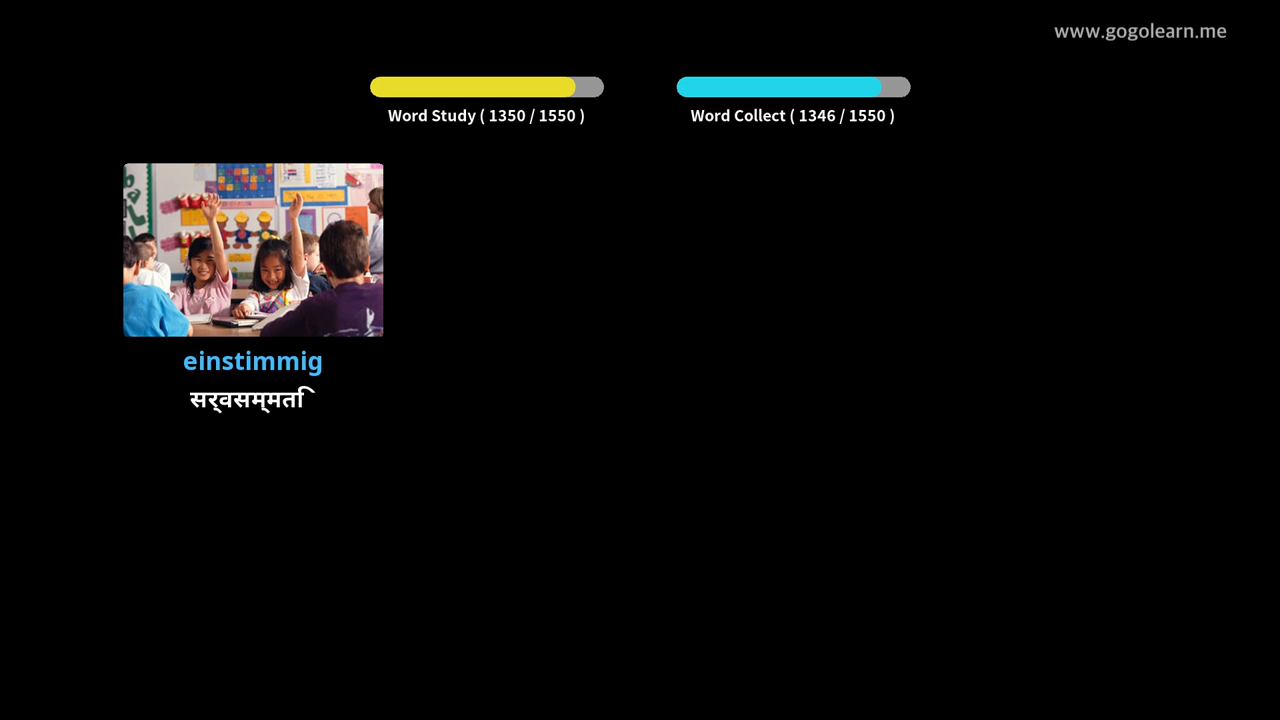 www.gogolearn.me
Word Study ( 1350 / 1550 )
Word Collect ( 1346 / 1550 )
einstimmig
सर्वसम्मति